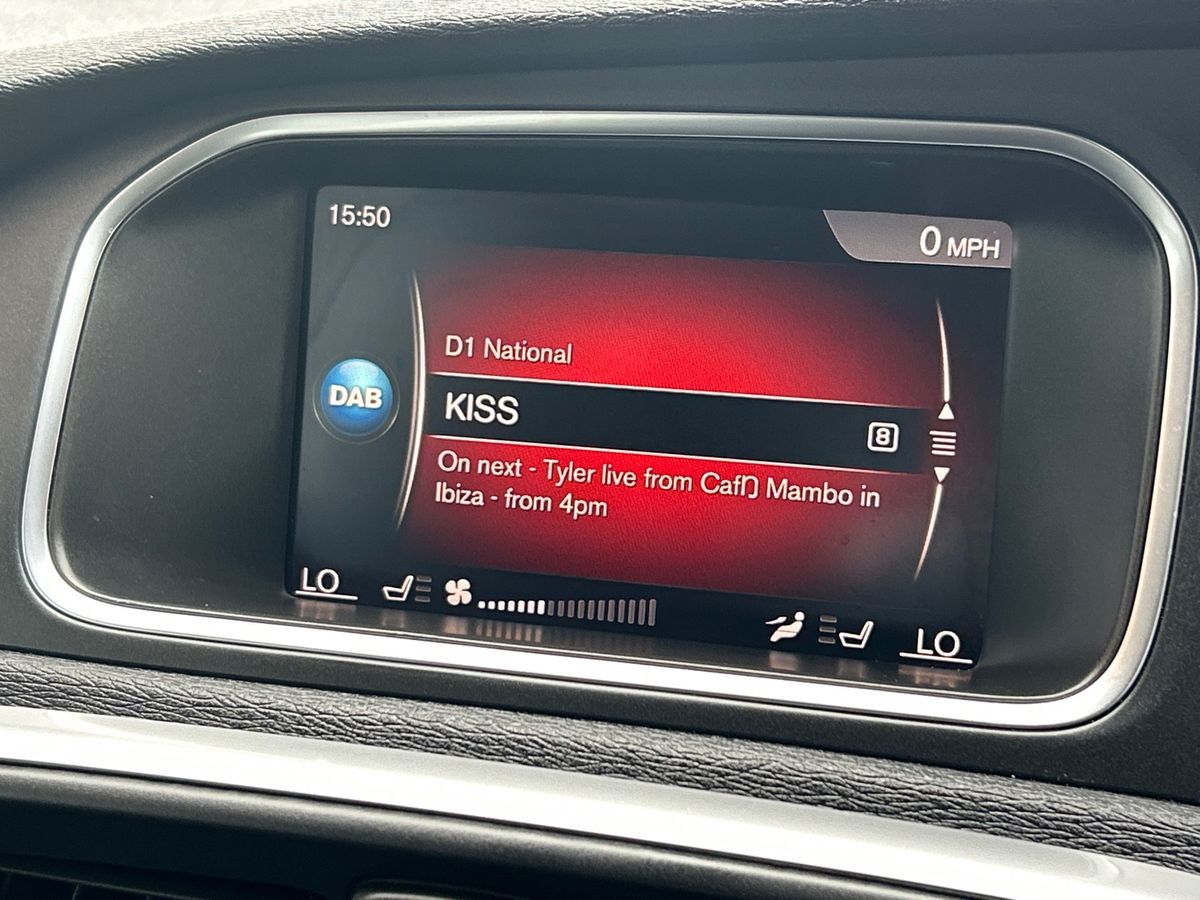 15:50
0 MPH
D1 National
DAB
KISS
8
On next - Tyler live from Caf Mambo in
Ibiza - from 4pm
LO
LO